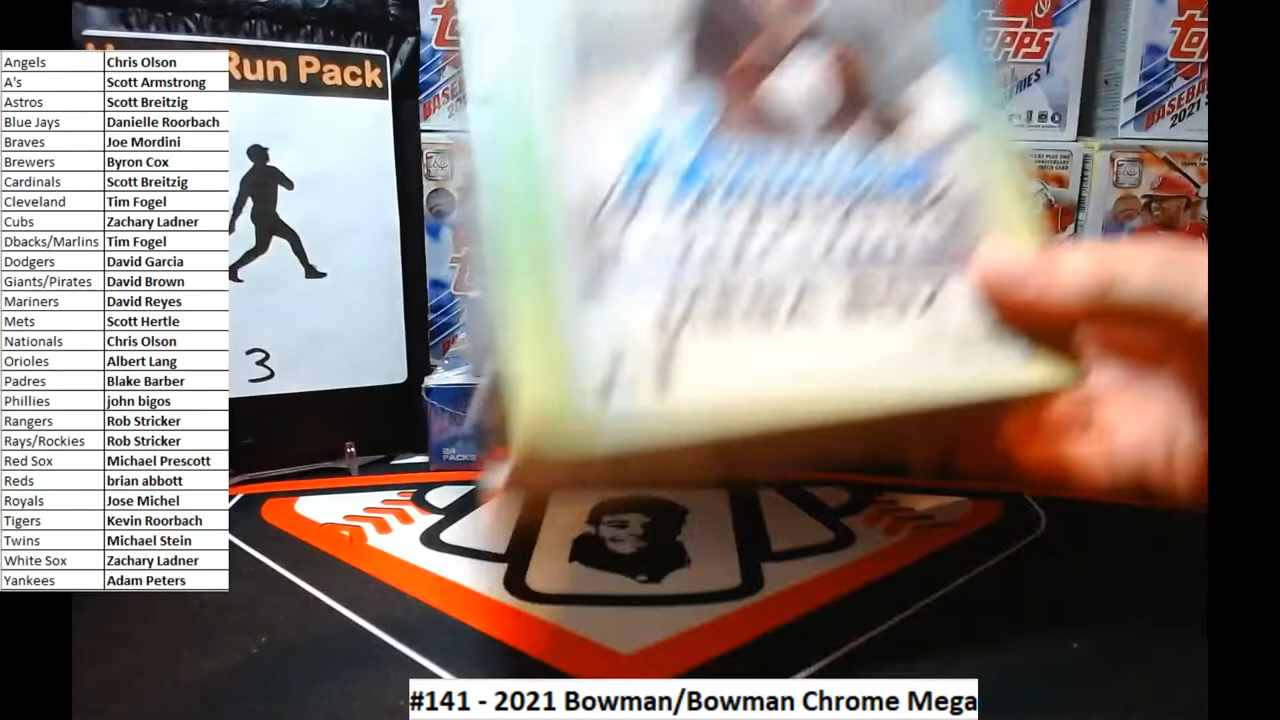 Run Pack
3
Angels Chris Olson
A's Scott Armstrong
Astros Scott Breitzig
Blue Jays Danielle Roorbach
Braves Joe Mordini
Brewers Byron Cox
Cardinals Scott Breitzig
Cleveland Tim Fogel
Cubs Zachary Ladner
Dbacks/Marlins Tim Fogel
Dodgers David Garcia
Giants/Pirates David Brown
Mariners David Reyes
Mets Scott Hertle
Nationals Chris Olson
Orioles Albert Lang
Padres Blake Barber
Phillies john bigos
Rangers Rob Stricker
Rays/Rockies Rob Stricker
Red Sox Michael Prescott
Reds brian abbott
Royals Jose Michel
Tigers Kevin Roorbach
Twins Michael Stein
White Sox Zachary Ladner
Yankees Adam Peters
TOPPS
24
PACKS
#141 - 2021 Bowman/Bowman Chrome Mega